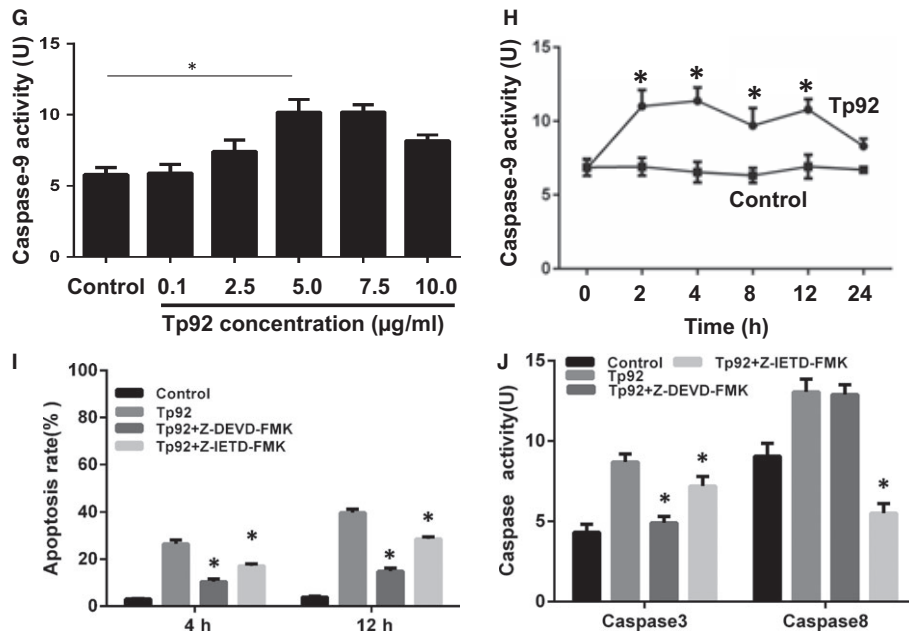 G
Caspase-9 activity (U)
15
10
5
0
*
Control 0.1 2.5 5.0 7.5 10.0
Tp92 concentration (µg/ml)
H
Caspase-9 activity (U)
15
10
5
0
* * * *
Tp92
Control
0 2 4 8 12 24
Time (h)
I
Apoptosis rate(%)
100
80
60
40
20
0
Control
Tp92
Tp92+Z-DEVD-FMK
Tp92+Z-IETD-FMK
* * * *
4 h 12 h
J
Caspase activity(U)
15
10
5
0
Control
Tp92
Tp92+Z-DEVD-FMK
Tp92+Z-IETD-FMK
* * *
Caspase3 Caspase8